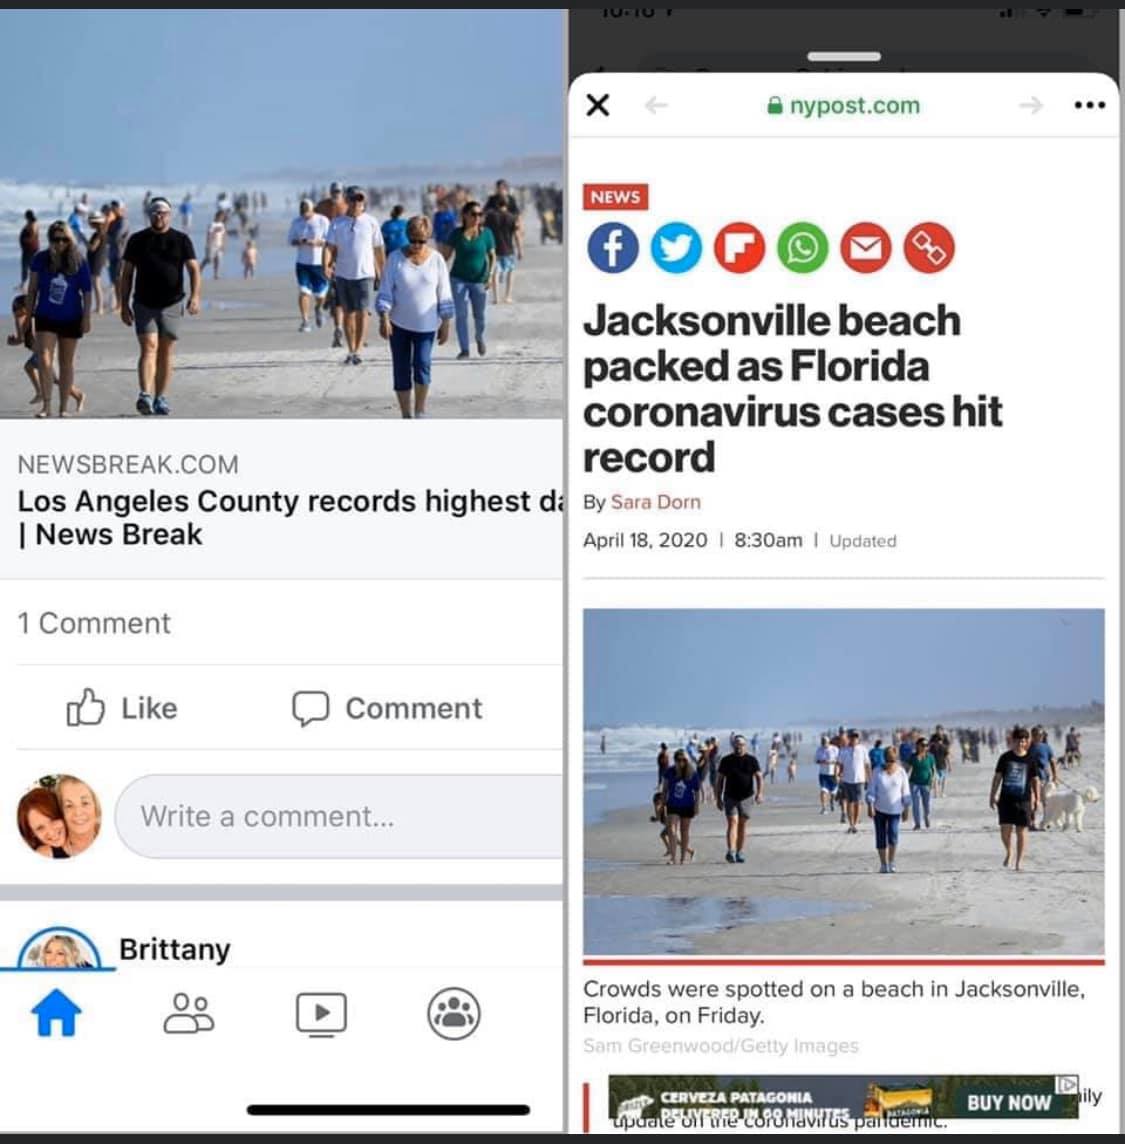 NEWSBREAK.COM
Los Angeles County records highest da
| News Break
1 Comment
Like
Comment
Write a comment...
Brittany
nypost.com
NEWS
Jacksonville beach
packed as Florida
coronavirus cases hit
record
By Sara Dorn
April 18, 2020 | 8:30am | Updated
Crowds were spotted on a beach in Jacksonville,
Florida, on Friday.
Sam Greenwood/Getty Images
CERVEZA PATAGONIA
DELIVERED IN 60 MINUTES
PATAGONIA
BUY NOW
ily
update on the coronavirus pandemic.